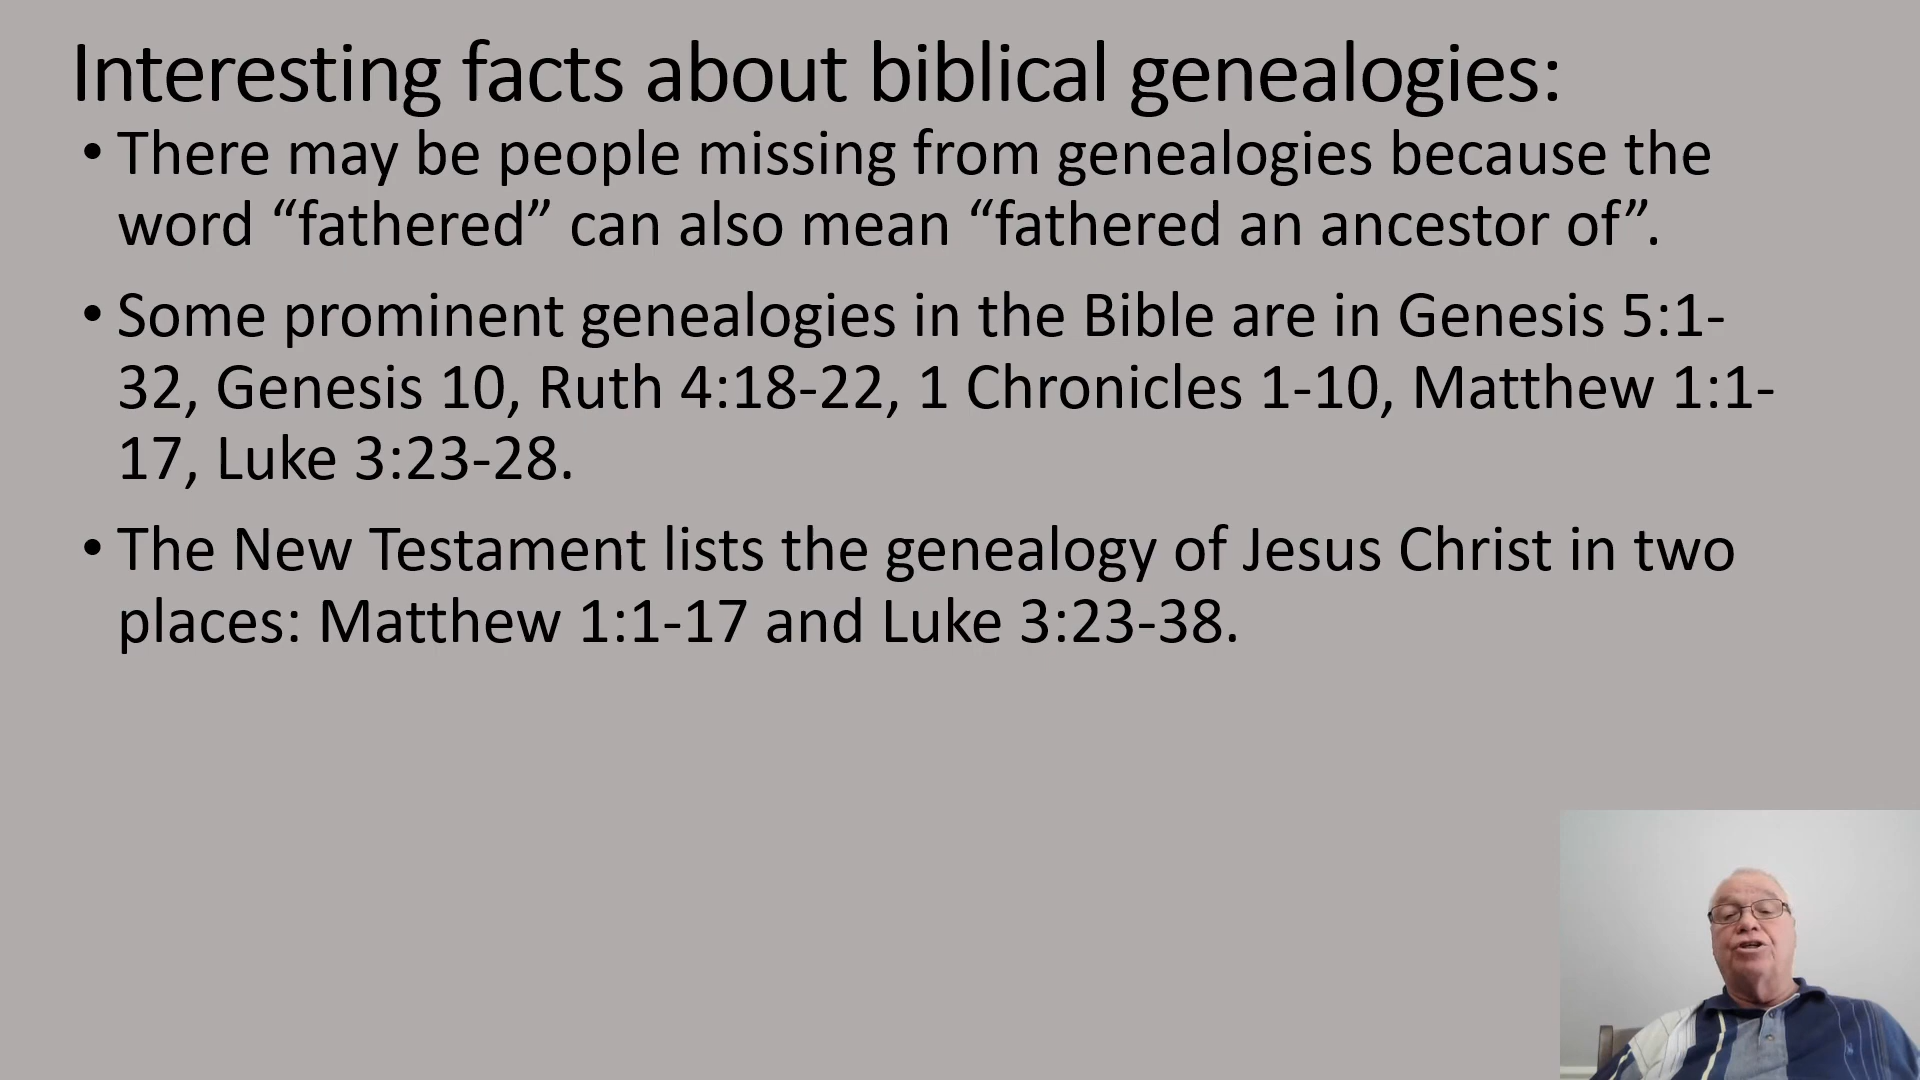 Interesting facts about biblical genealogies:
• There may be people missing from genealogies because the
word “fathered” can also mean “fathered an ancestor of”.
• Some prominent genealogies in the Bible are in Genesis 5:1-
32, Genesis 10, Ruth 4:18-22, 1 Chronicles 1-10, Matthew 1:1-
17, Luke 3:23-28.
• The New Testament lists the genealogy of Jesus Christ in two
places: Matthew 1:1-17 and Luke 3:23-38.